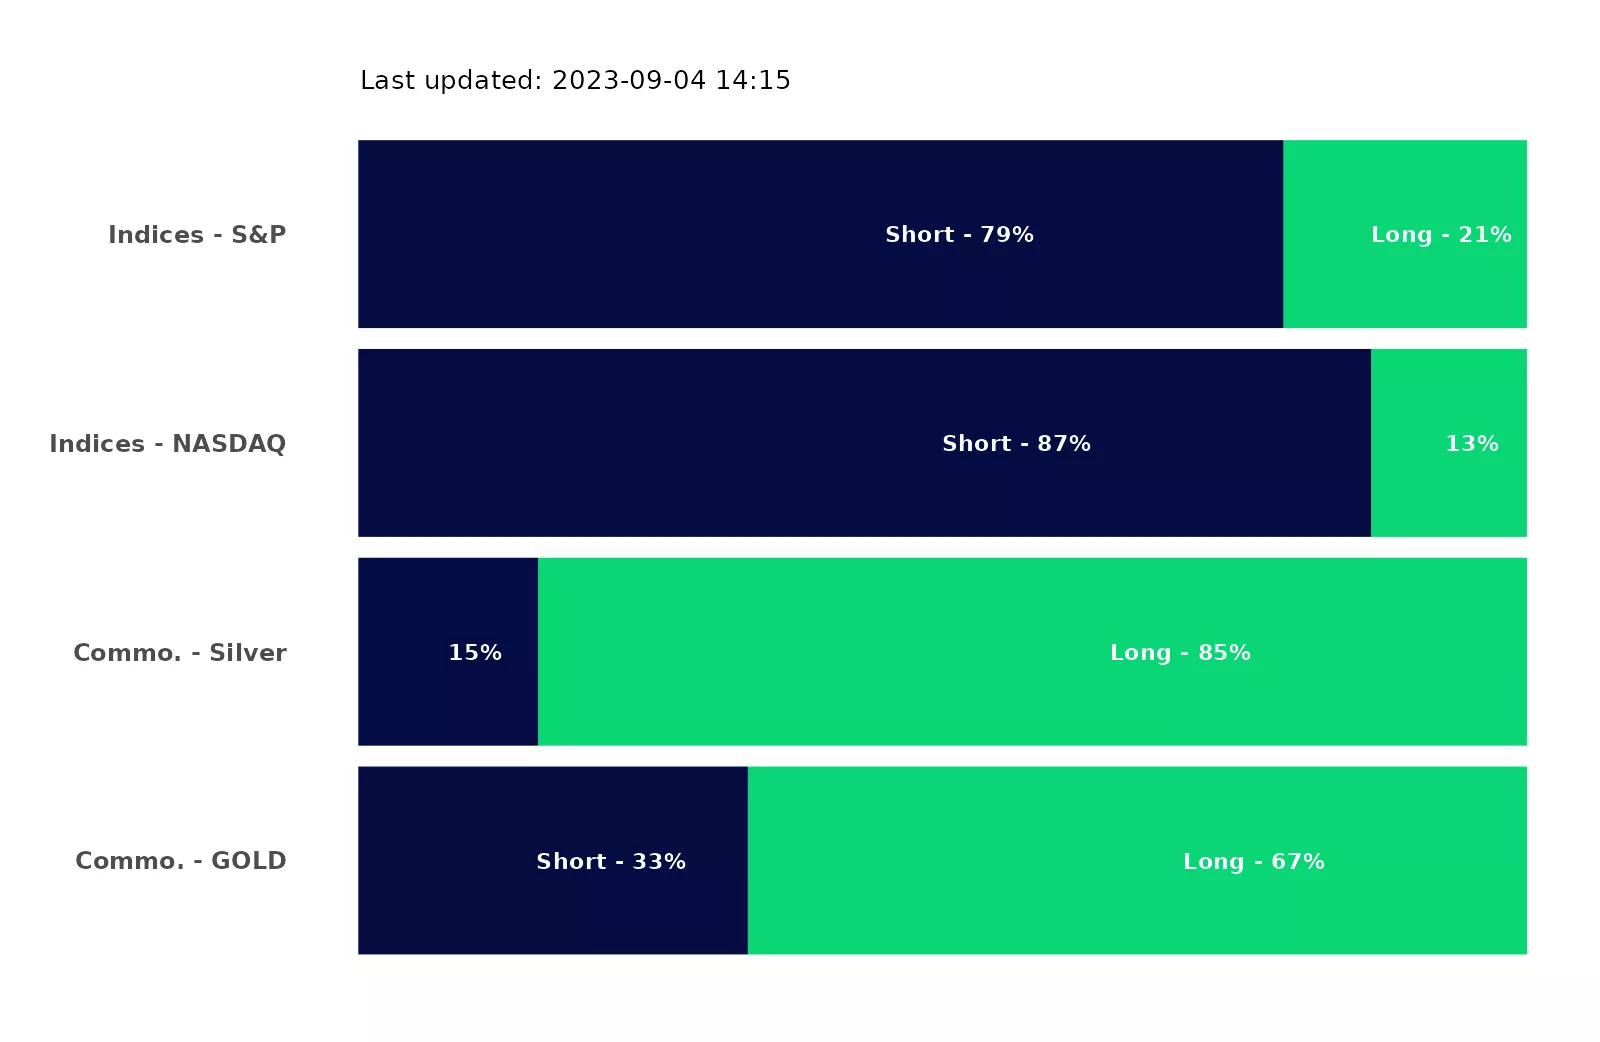 Last updated: 2023-09-04 14:15
Indices - S&P
Short - 79%
Long - 21%
Indices - NASDAQ
Short - 87%
13%
Commo. - Silver
15%
Long - 85%
Commo. - GOLD
Short - 33%
Long - 67%